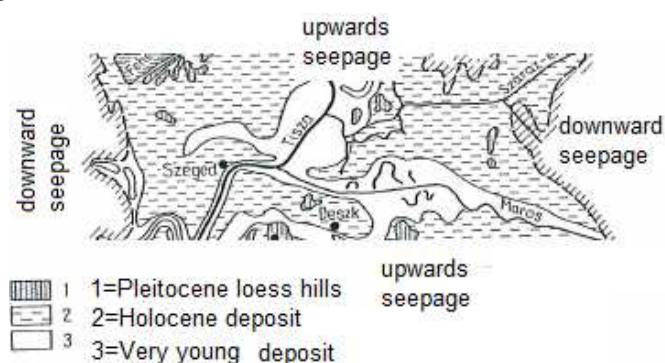 upwards
seepage
Tisza
Szeged
Deszk
Maros
downward
seepage
downward
seepage
upwards
seepage
1 1=Pleitocene loess hills
2 2=Holocene deposit
3 3=Very young deposit